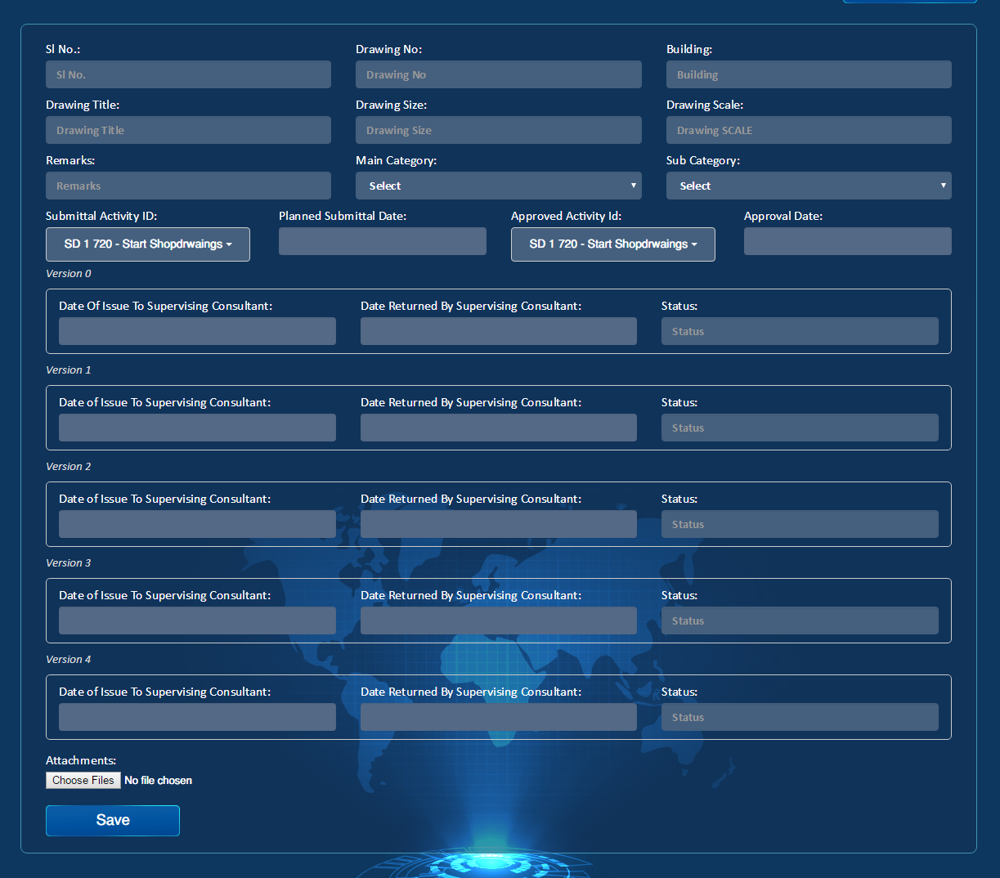 Sl No.: Drawing No: Building:
Sl No. Drawing No Building
Drawing Title: Drawing Size: Drawing Scale:
Drawing Title Drawing Size Drawing SCALE
Remarks: Main Category: Sub Category:
Remarks Select Select
Submittal Activity ID: Planned Submittal Date: Approved Activity Id: Approval Date:
SD 1 720 - Start Shopdrwaings SD 1 720 - Start Shopdrwaings
Version 0
Date Of Issue To Supervising Consultant: Date Returned By Supervising Consultant: Status:
Status
Version 1
Date of Issue To Supervising Consultant: Date Returned By Supervising Consultant: Status:
Status
Version 2
Date of Issue To Supervising Consultant: Date Returned By Supervising Consultant: Status:
Status
Version 3
Date of Issue To Supervising Consultant: Date Returned By Supervising Consultant: Status:
Status
Version 4
Date of Issue To Supervising Consultant: Date Returned By Supervising Consultant: Status:
Status
Attachments:
Choose Files No file chosen
Save